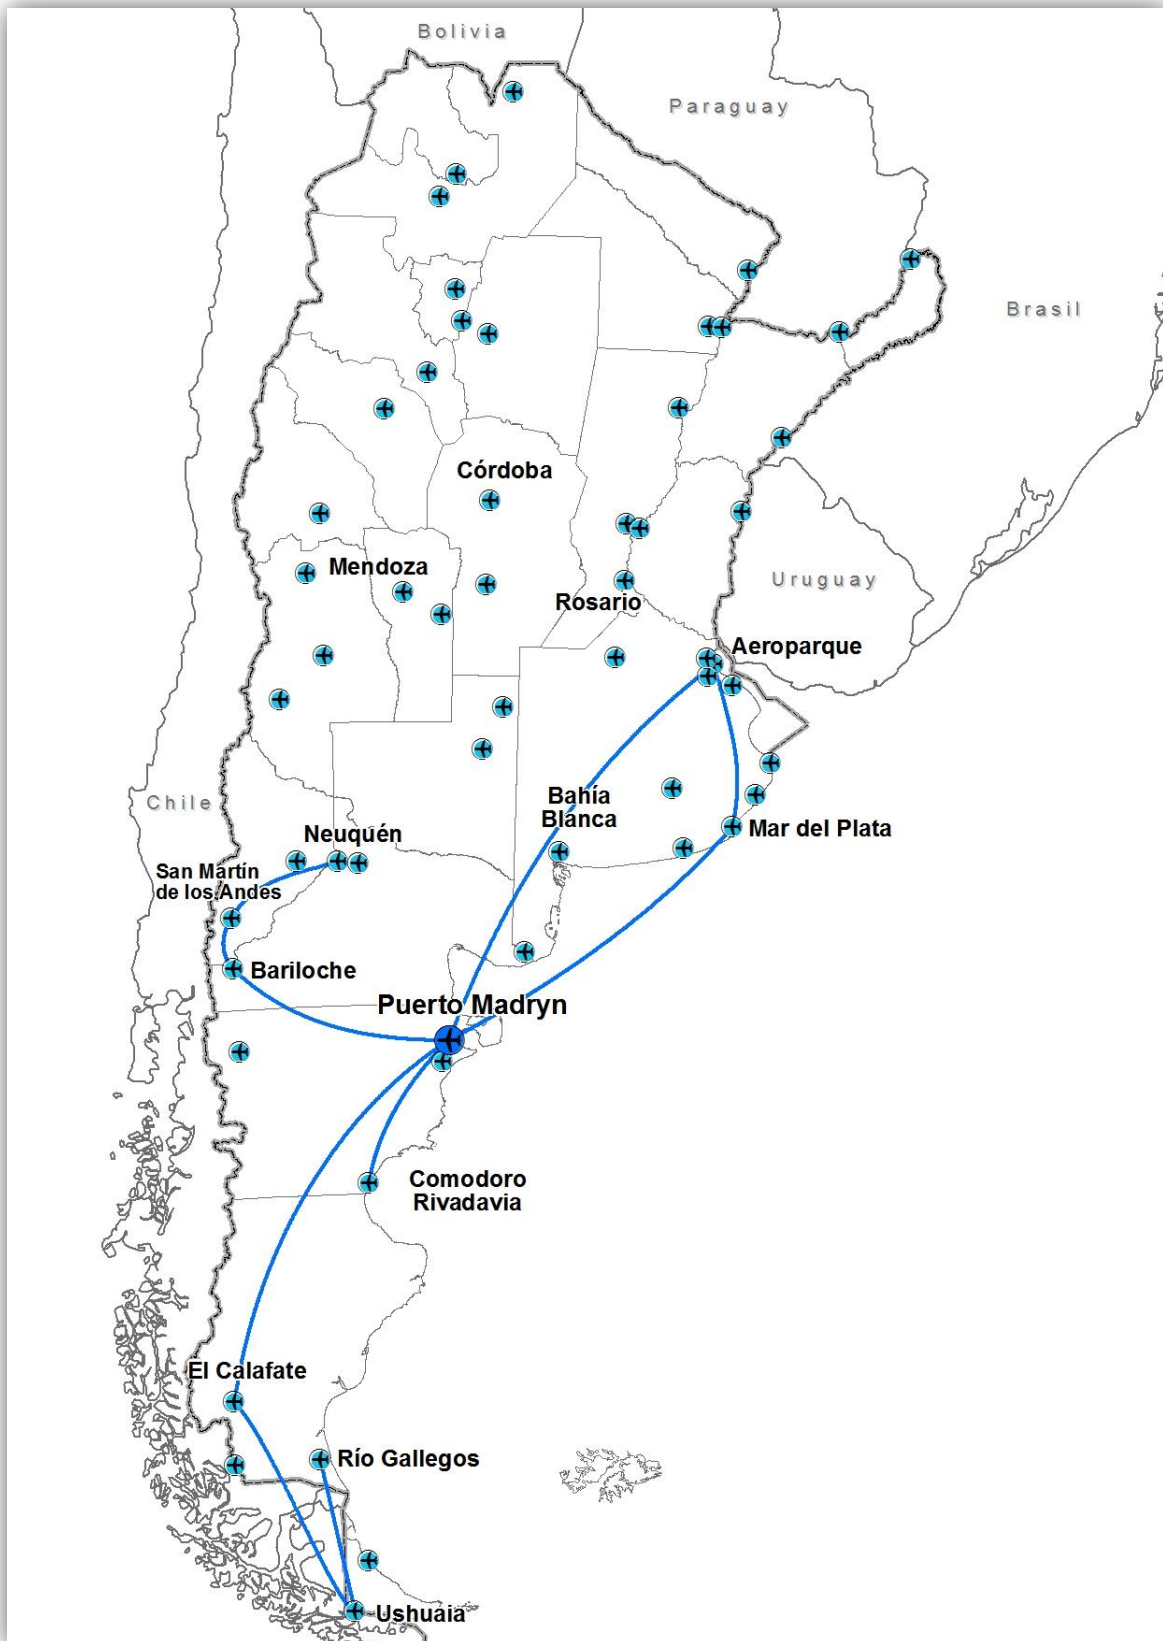 Bolivia
Paraguay
Brasil
Córdoba
Mendoza
Uruguay
Rosario
Aeroparque
Chile
Bahía
Blanca
Mar del Plata
Neuquén
San Martín
de los Andes
Bariloche
Puerto Madryn
Comodoro
Rivadavia
El Calafate
Río Gallegos
Ushuaia